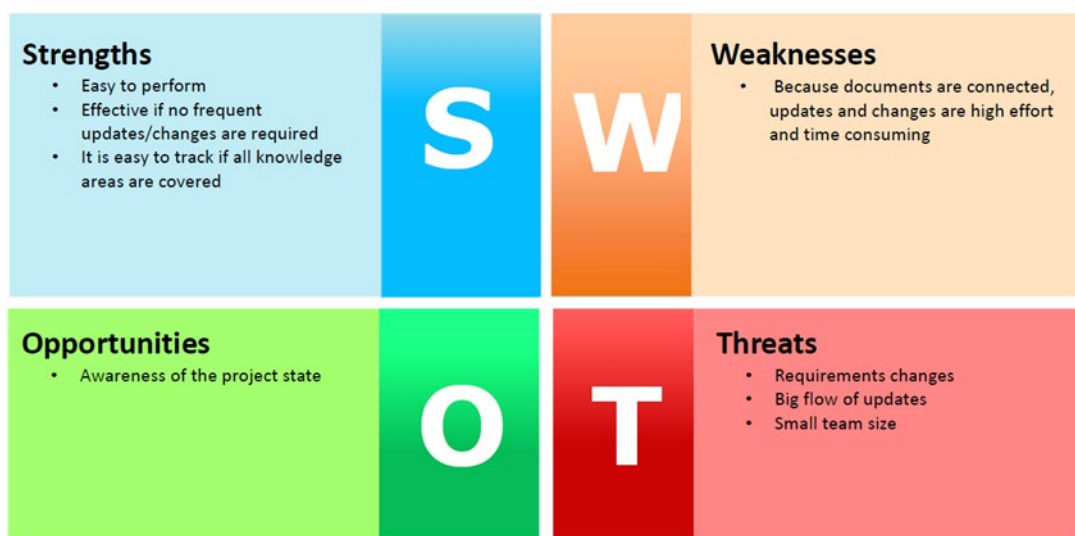 Strengths
• Easy to perform
• Effective if no frequent
updates/changes are required
• It is easy to track if all knowledge
areas are covered
S
W
Weaknesses
• Because documents are connected,
updates and changes are high effort
and time consuming
Opportunities
• Awareness of the project state
O
T
Threats
• Requirements changes
• Big flow of updates
• Small team size